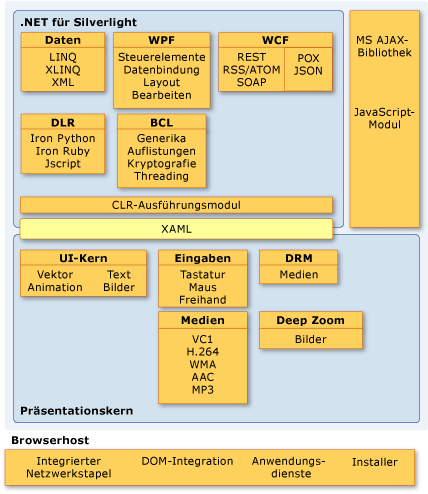 .NET für Silverlight
Daten
LINQ
XLINQ
XML
WPF
Steuerelemente
Datenbindung
Layout
Bearbeiten
WCF
REST
RSS/ATOM
SOAP
POX
JSON
MS AJAX-
Bibliothek
JavaScript-
Modul
DLR
Iron Python
Iron Ruby
Jscript
BCL
Generika
Auflistungen
Kryptografie
Threading
CLR-Ausführungsmodul
XAML
UI-Kern
Vektor Text
Animation Bilder
Eingaben
Tastatur
Maus
Freihand
DRM
Medien
Medien
VC1
H.264
WMA
AAC
MP3
Deep Zoom
Bilder
Präsentationskern
Browserhost
Integrierter
Netzwerkstapel
DOM-Integration
Anwendungs-
dienste
Installer